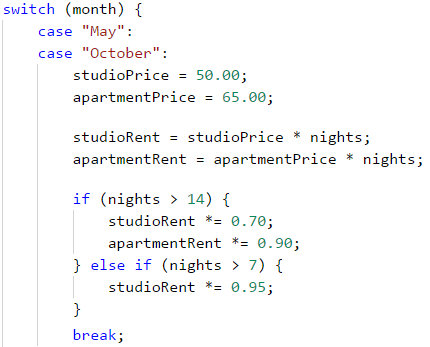 switch (month) {
    case "May":
    case "October":
        studioPrice = 50.00;
        apartmentPrice = 65.00;

        studioRent = studioPrice * nights;
        apartmentRent = apartmentPrice * nights;

        if (nights > 14) {
            studioRent *= 0.70;
            apartmentRent *= 0.90;
        } else if (nights > 7) {
            studioRent *= 0.95;
        }
        break;